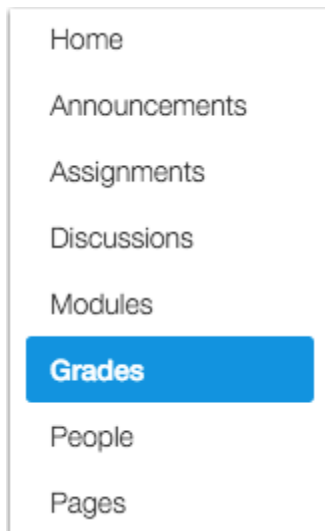 Home
Announcements
Assignments
Discussions
Modules
Grades
People
Pages